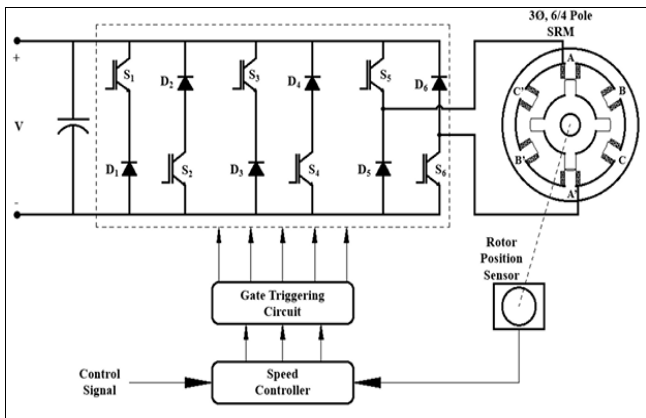 3Ø, 6/4 Pole
SRM
+
V
-
S1
D2
S3
D4
S5
D6
D1
S2
D3
S4
D5
S6
A
B
C
A'
B'
C'
Rotor
Position
Sensor
Gate Triggering
Circuit
Control
Signal
Speed
Controller